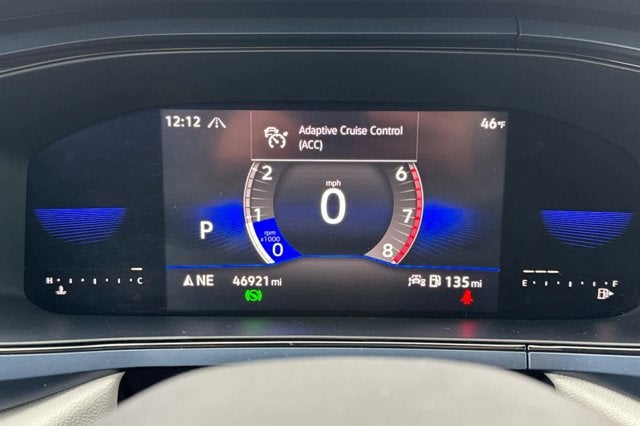 12:12
46°F
Adaptive Cruise Control
(ACC)
mph
0
2
1
rpm
x1000
0
6
7
8
P
NE
46921 mi
135 mi
H C
E F